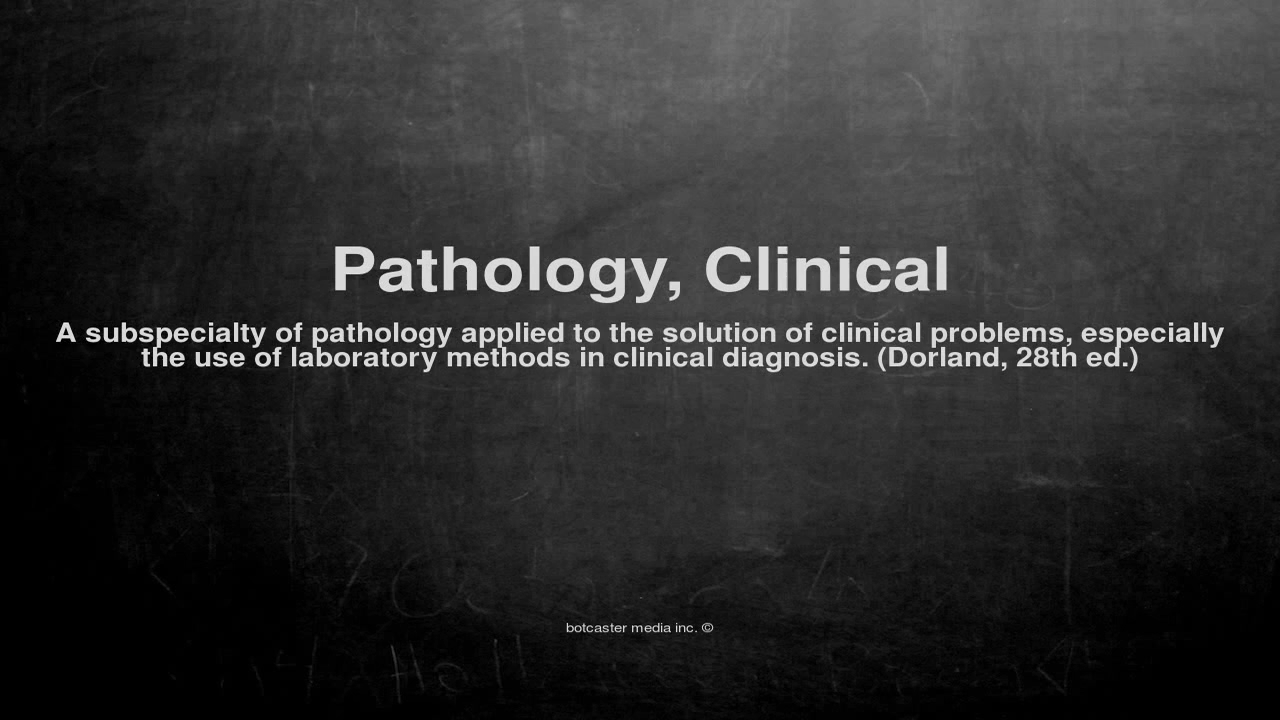 Pathology, Clinical
A subspecialty of pathology applied to the solution of clinical problems, especially
the use of laboratory methods in clinical diagnosis. (Dorland, 28th ed.)
botcaster media inc. ©